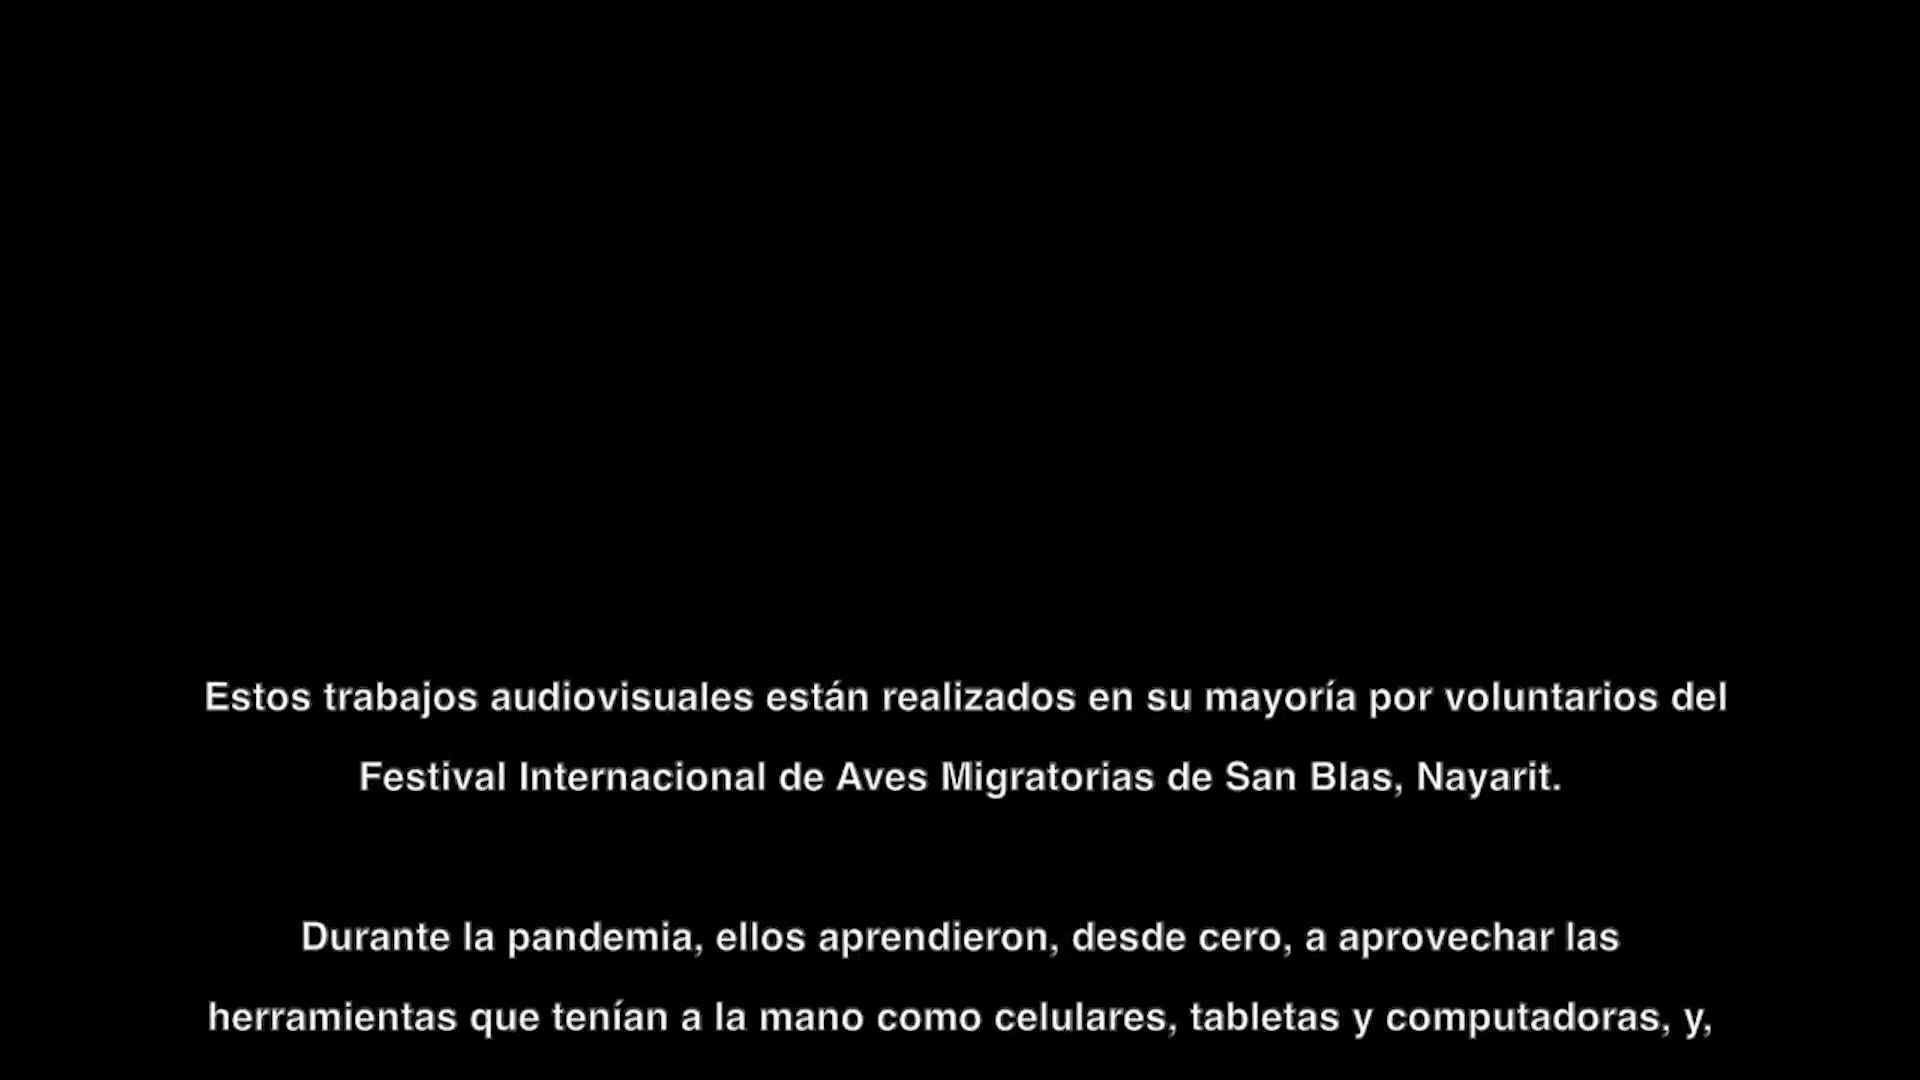 Estos trabajos audiovisuales están realizados en su mayoría por voluntarios del
Festival Internacional de Aves Migratorias de San Blas, Nayarit.
Durante la pandemia, ellos aprendieron, desde cero, a aprovechar las
herramientas que tenían a la mano como celulares, tabletas y computadoras, y,